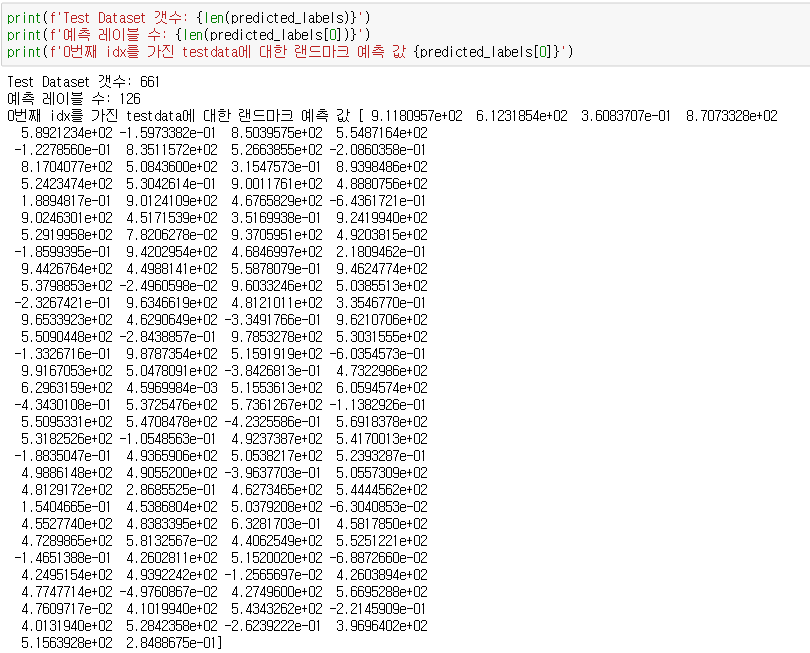 print(f'Test Dataset 갯수: {len(predicted_labels)}')
print(f'예측 레이블 수: {len(predicted_labels[0])}')
print(f'0번째 idx를 가진 testdata에 대한 랜드마크 예측 값 {predicted_labels[0]}')
Test Dataset 갯수: 661
예측 레이블 수: 126
0번째 idx를 가진 testdata에 대한 랜드마크 예측 값 [ 9.1180957e+02 6.1231854e+02 3.6083707e-01 8.7073328e+02
5.8921234e+02 -1.5973382e-01 8.5039575e+02 5.5487164e+02
-1.2278560e-01 8.3511572e+02 5.2663855e+02 -2.0860358e-01
8.1704077e+02 5.0843600e+02 3.1547573e-01 8.9398486e+02
5.2423474e+02 5.3042614e-01 9.0011761e+02 4.8880756e+02
1.8894817e-01 9.0124109e+02 4.6765829e+02 -6.4361721e-01
9.0246301e+02 4.5171539e+02 3.5169938e-01 9.2419940e+02
5.2919958e+02 7.8206278e-02 9.3705951e+02 4.9203815e+02
-1.8599395e-01 9.4202954e+02 4.6846997e+02 2.1809462e-01
9.4426764e+02 4.4988141e+02 5.5878079e-01 9.4624774e+02
5.3798853e+02 -2.4960598e-02 9.6033246e+02 5.0385513e+02
-2.3267421e-01 9.6346619e+02 4.8121011e+02 3.3546770e-01
9.6533923e+02 4.6290649e+02 -3.3491766e-01 9.6210706e+02
5.5090448e+02 -2.8438857e-01 9.7853278e+02 5.3031555e+02
-1.3326716e-01 9.8787354e+02 5.1591919e+02 -6.0354573e-01
9.9167053e+02 5.0478091e+02 -3.8426813e-01 4.7322986e+02
6.2963159e+02 4.5969984e-03 5.1553613e+02 6.0594574e+02
-4.3430108e-01 5.3725476e+02 5.7361267e+02 -1.1382926e-01
5.5095331e+02 5.4708478e+02 -4.2325586e-01 5.6918378e+02
5.3182526e+02 -1.0548563e-01 4.9237387e+02 5.4170013e+02
-1.8835047e-01 4.9365906e+02 5.0538217e+02 5.2393287e-01
4.9886148e+02 4.9055200e+02 -3.9637703e-01 5.0557309e+02
4.8129172e+02 2.8685525e-01 4.6273465e+02 5.4444562e+02
1.5404665e-01 4.5386804e+02 5.0379208e+02 -6.3040853e-02
4.5527740e+02 4.8383395e+02 6.3281703e-01 4.5817850e+02
4.7289865e+02 5.8132567e-02 4.4062549e+02 5.5251221e+02
-1.4651388e-01 4.2602811e+02 5.1520020e+02 -6.8872660e-02
4.2495154e+02 4.9392242e+02 -1.2565697e-02 4.2603894e+02
4.7747714e+02 -4.9760867e-02 4.2749600e+02 5.6695288e+02
4.7609717e-02 4.1019940e+02 5.4343262e+02 -2.2145909e-01
4.0131940e+02 5.2842358e+02 -2.6239222e-01 3.9696402e+02
5.1563928e+02 2.8488675e-01]